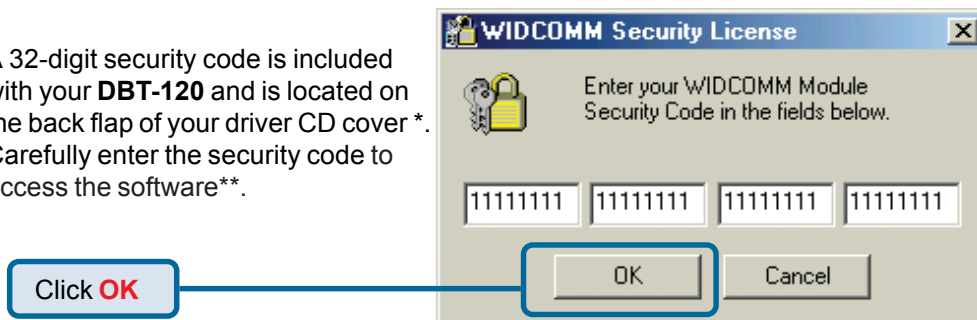 32-digit security code is included
with your DBT-120 and is located on
the back flap of your driver CD cover *.
Carefully enter the security code to
access the software**.
Click OK
WIDCOMM Security License
Enter your WIDCOMM Module
Security Code in the fields below.
11111111 11111111 11111111 11111111
OK Cancel